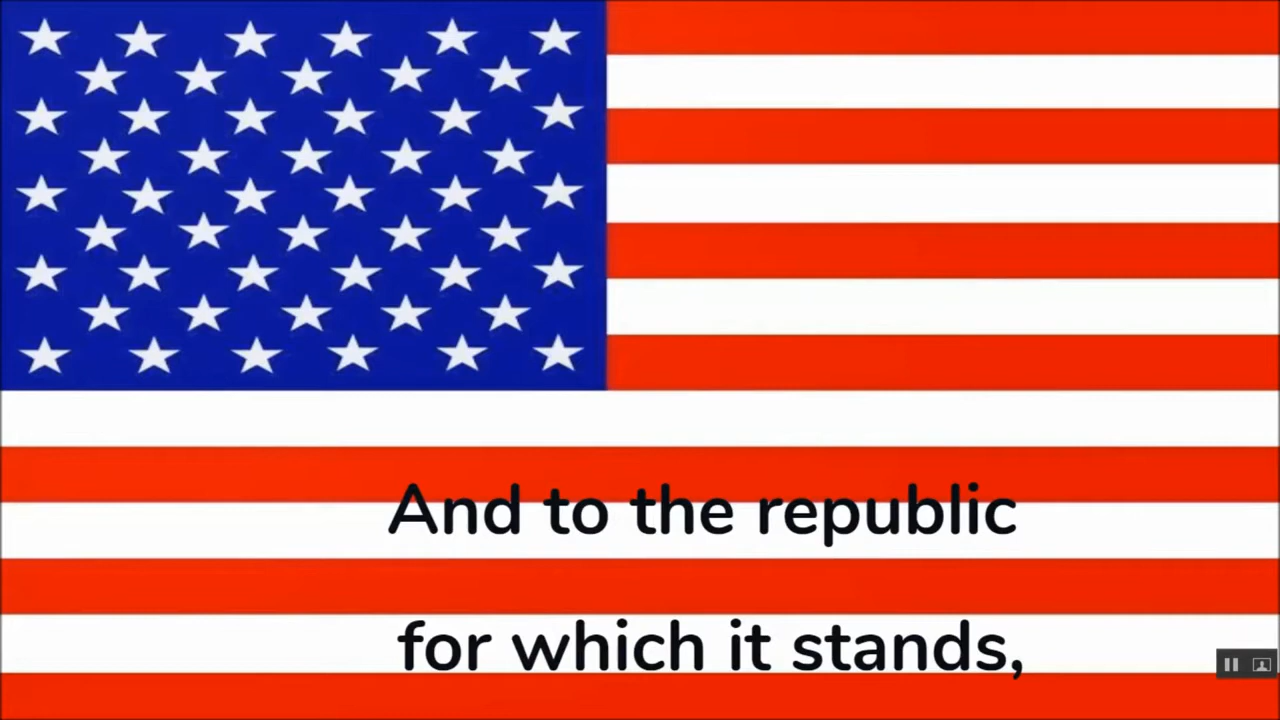 And to the republic
for which it stands,